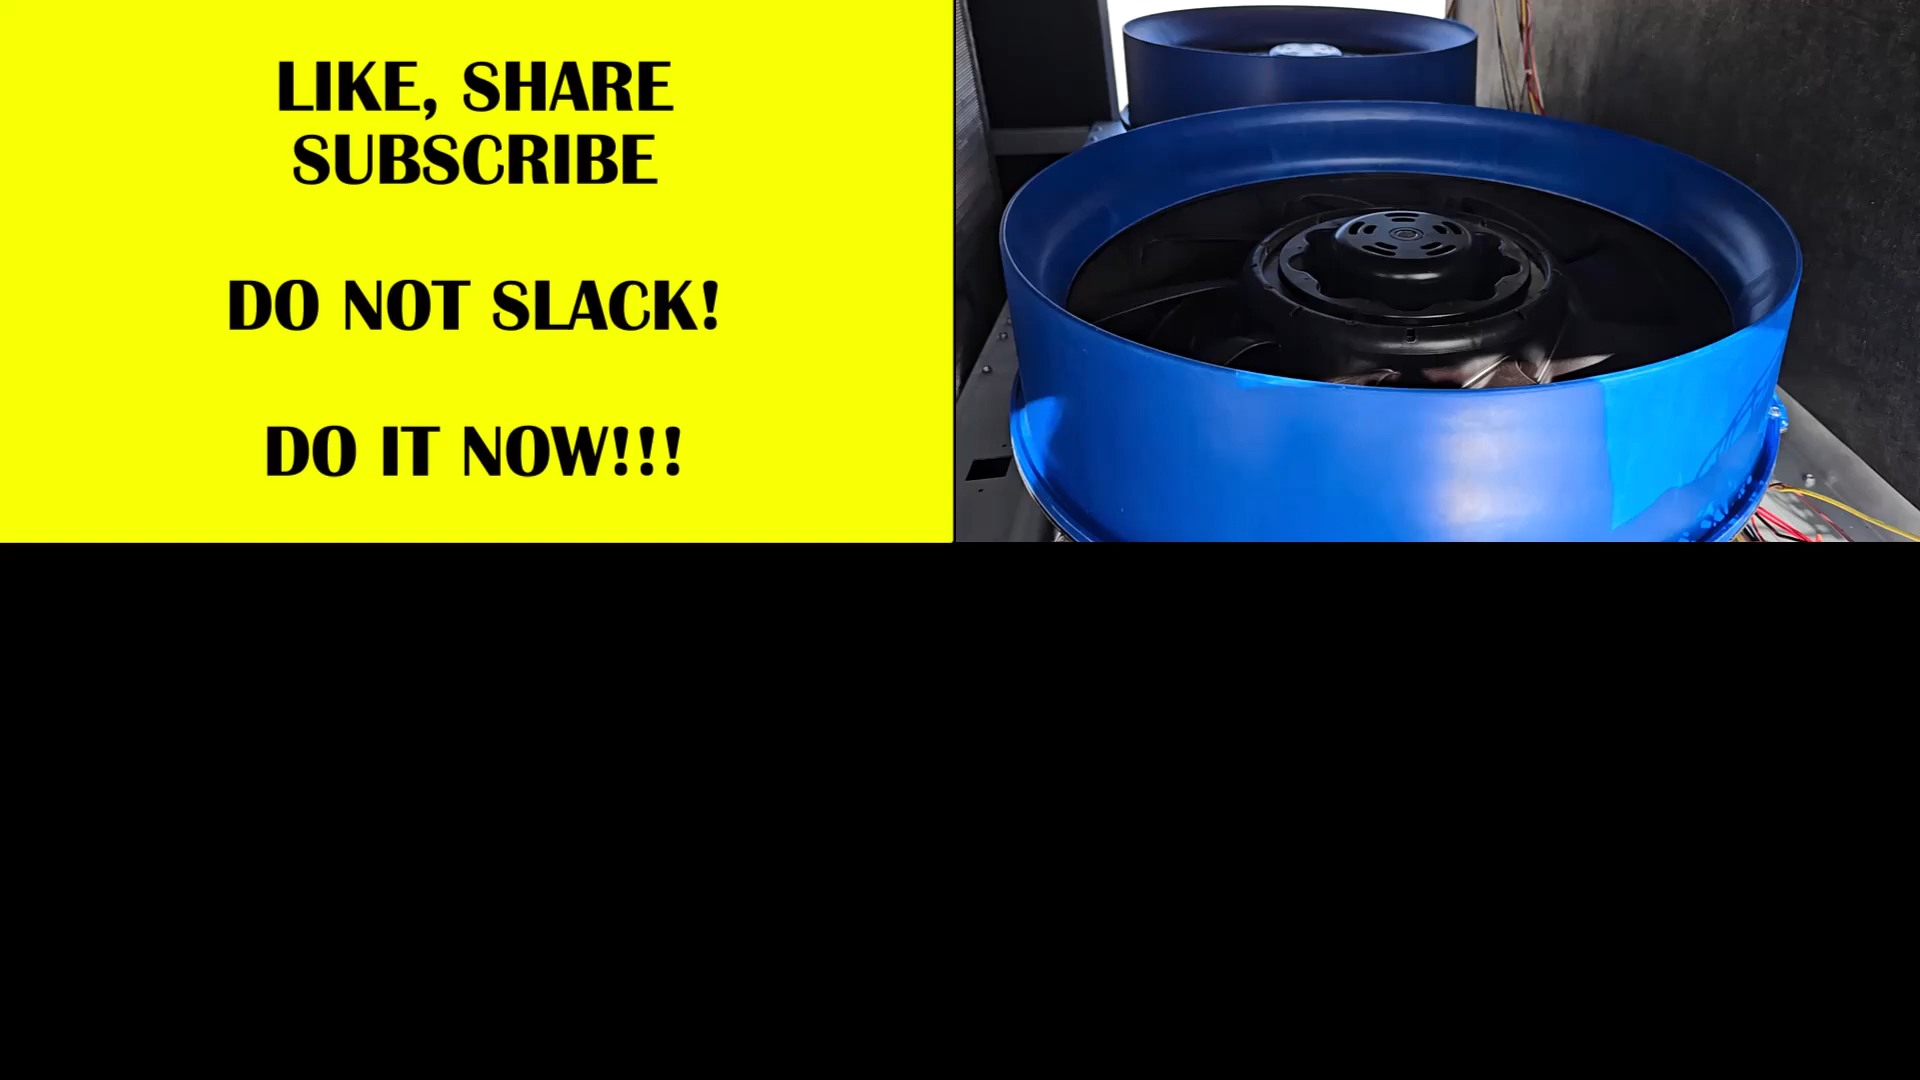 LIKE, SHARE
SUBSCRIBE
DO NOT SLACK!
DO IT NOW!!!